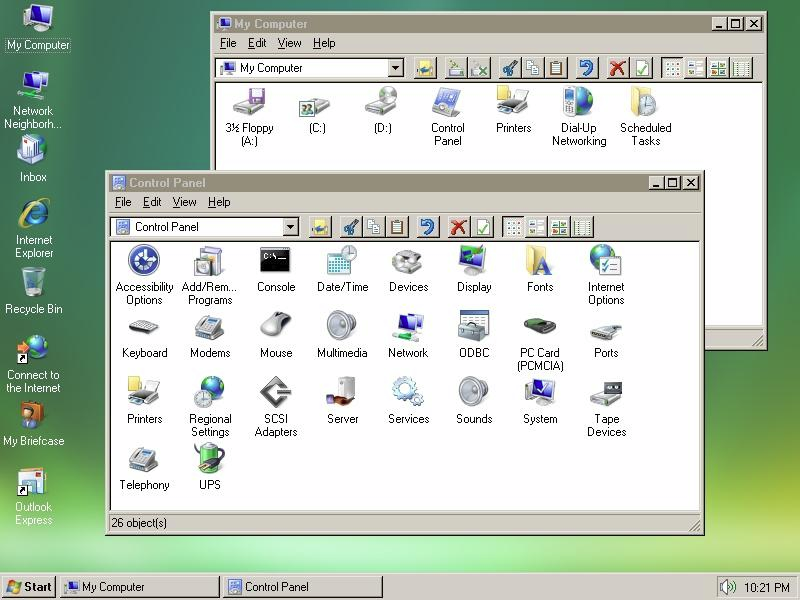 My Computer
Network
Neighborh...
Inbox
Internet
Explorer
Recycle Bin
Connect to
the Internet
My Briefcase
Outlook
Express
My Computer
File Edit View Help
My Computer
3½ Floppy
(A:)
(C:)
(D:)
Control
Panel
Printers
Dial-Up
Networking
Scheduled
Tasks
Control Panel
File Edit View Help
Control Panel
Accessibility
Options
Add/Rem...
Programs
Console
Date/Time
Devices
Display
Fonts
Internet
Options
Keyboard
Modems
Mouse
Multimedia
Network
ODBC
PC Card
(PCMCIA)
Ports
Printers
Regional
Settings
SCSI
Adapters
Server
Services
Sounds
System
Tape
Devices
Telephony
UPS
26 object(s)
Start
My Computer
Control Panel
10:21 PM